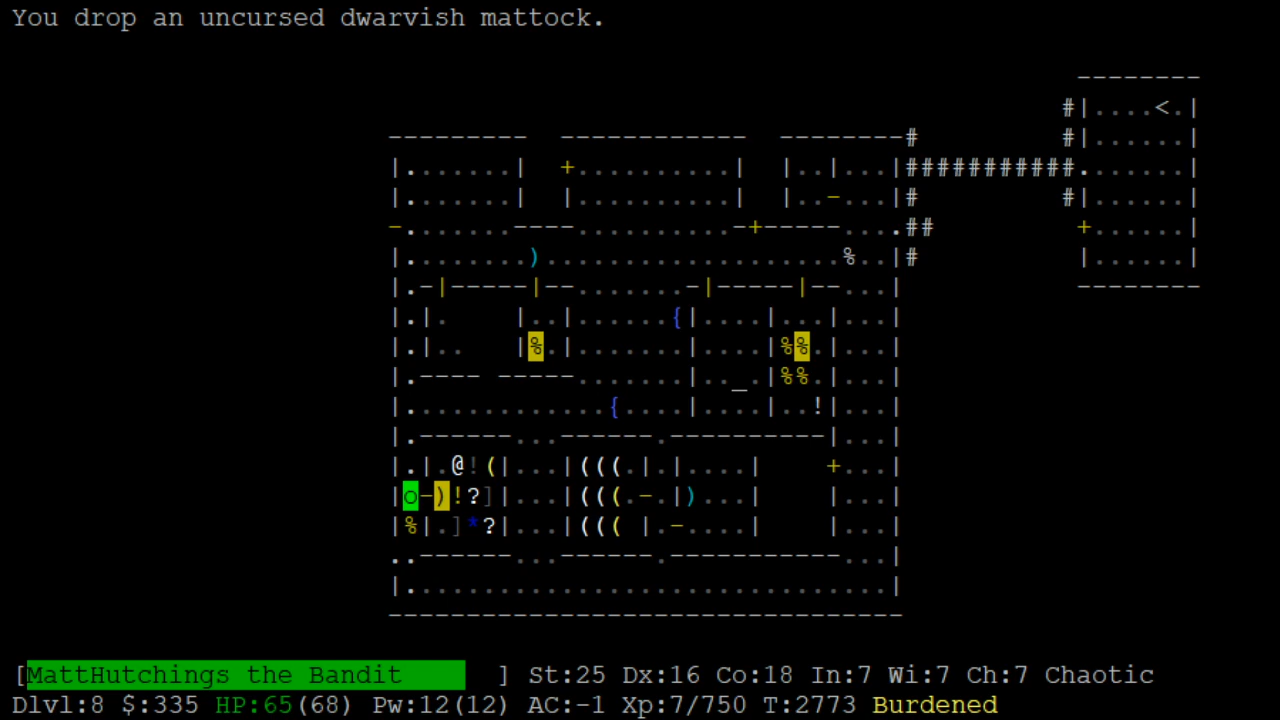 You drop an uncursed dwarvish mattock.
                                                                     --------
                                                                    #|....<.|
                         ---------  ------------  --------#         #|......|
                         |.......|  +..........|  |..|...|###########.......|
                         |.......|  |..........|  |..-...|#         #|......|
                         -.......----..........-+-----....##         +......|
                         |........)...................%..|#          |......|
                         |.-|-----|--.......-|-----|--...|           --------
                         |.|.    |..|......{|....|...|...|
                         |.|..   |%.|.......|....|%%.|...|
                         |.---- -----.......|.._.|%%.|...|
                         |............{....|....|..!|...|
                         |.------...------.----------|...|
                         |.|.@!(|...|(((.|.|....|    +...|
                         |o-)!?]|...|(((.-.|)...|    |...|
                         |%|.]*?|...|((( |.-....|    |...|
                         ..------...------.-----------...|
                         |...............................|
                         ---------------------------------
[MattHutchings the Bandit      ] St:25 Dx:16 Co:18 In:7 Wi:7 Ch:7 Chaotic
Dlvl:8 $:335 HP:65(68) Pw:12(12) AC:-1 Xp:7/750 T:2773 Burdened